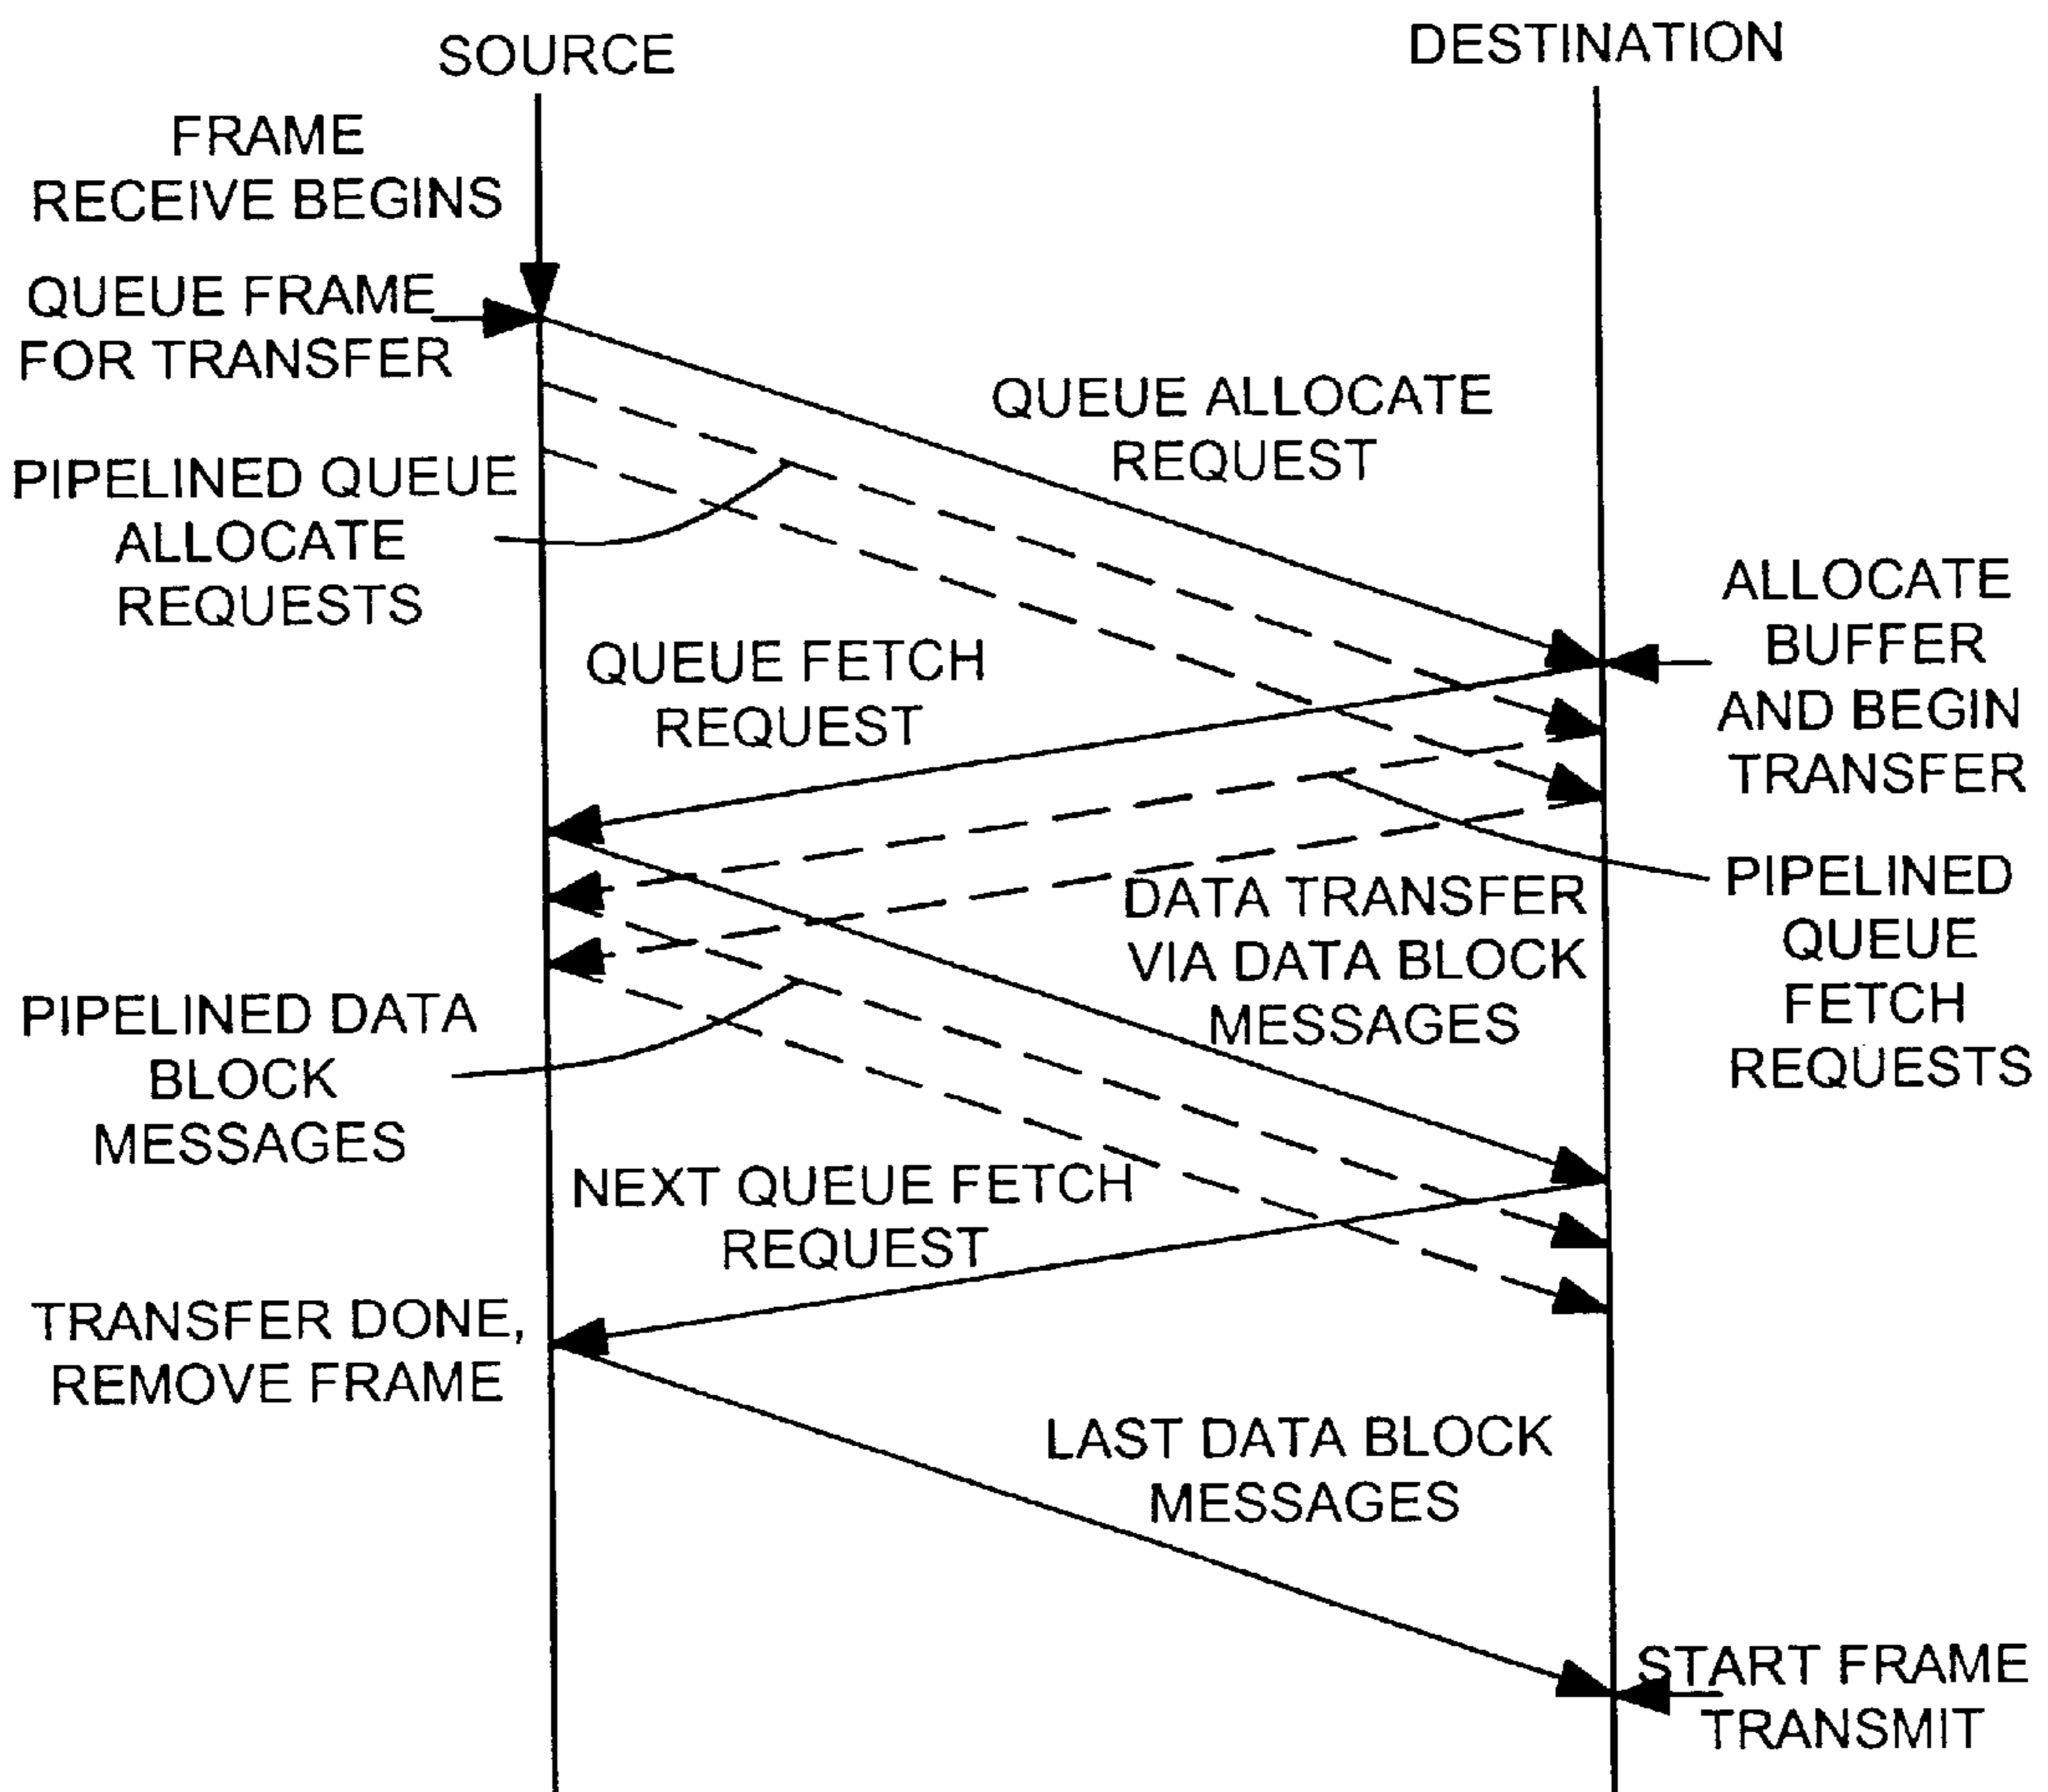 SOURCE
DESTINATION
FRAME
RECEIVE BEGINS
QUEUE FRAME
FOR TRANSFER
QUEUE ALLOCATE
REQUEST
PIPELINED QUEUE
ALLOCATE
REQUESTS
ALLOCATE
BUFFER
AND BEGIN
TRANSFER
QUEUE FETCH
REQUEST
PIPELINED
QUEUE
FETCH
REQUESTS
DATA TRANSFER
VIA DATA BLOCK
MESSAGES
PIPELINED DATA
BLOCK
MESSAGES
NEXT QUEUE FETCH
REQUEST
TRANSFER DONE,
REMOVE FRAME
LAST DATA BLOCK
MESSAGES
START FRAME
TRANSMIT